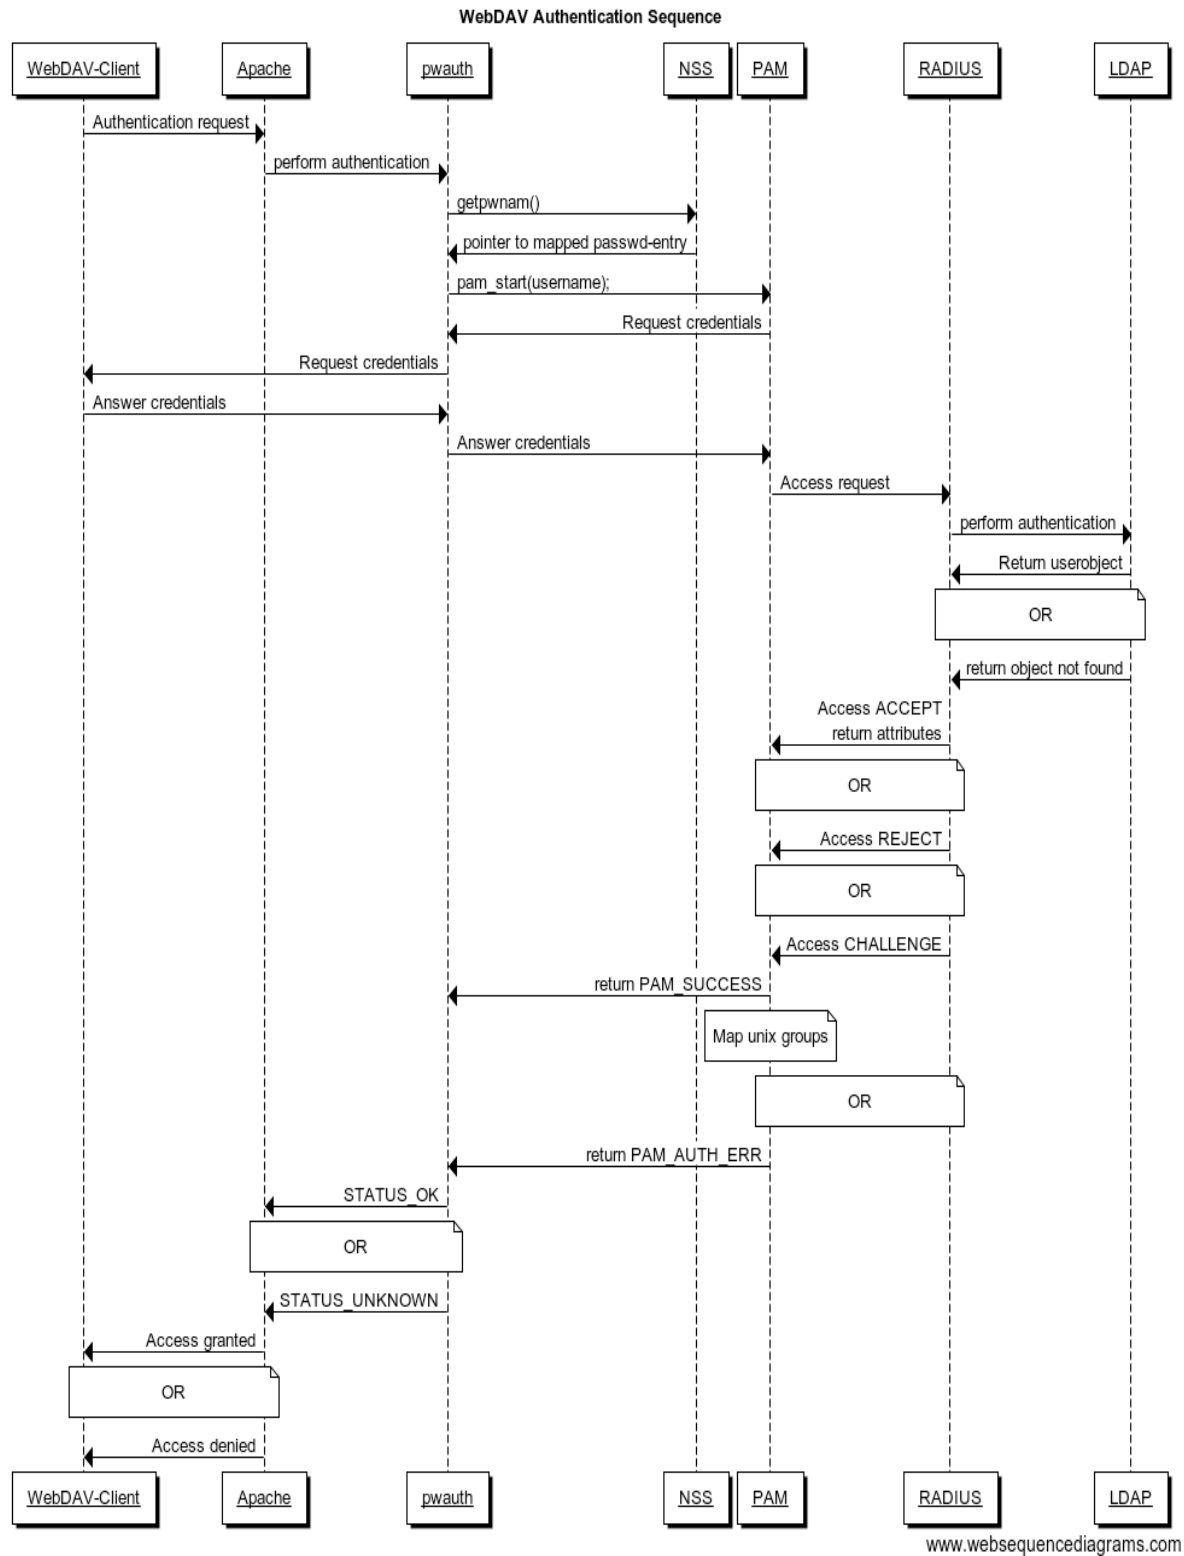 WebDAV Authentication Sequence
WebDAV-Client
Apache
pwauth
NSS
PAM
RADIUS
LDAP
Authentication request
perform authentication
getpwnam()
pointer to mapped passwd-entry
pam_start(username);
Request credentials
Request credentials
Answer credentials
Answer credentials
Access request
perform authentication
Return userobject
OR
return object not found
Access ACCEPT
return attributes
OR
Access REJECT
OR
Access CHALLENGE
return PAM_SUCCESS
Map unix groups
OR
return PAM_AUTH_ERR
STATUS_OK
OR
STATUS_UNKNOWN
Access granted
OR
Access denied
WebDAV-Client
Apache
pwauth
NSS
PAM
RADIUS
LDAP
www.websequencediagrams.com